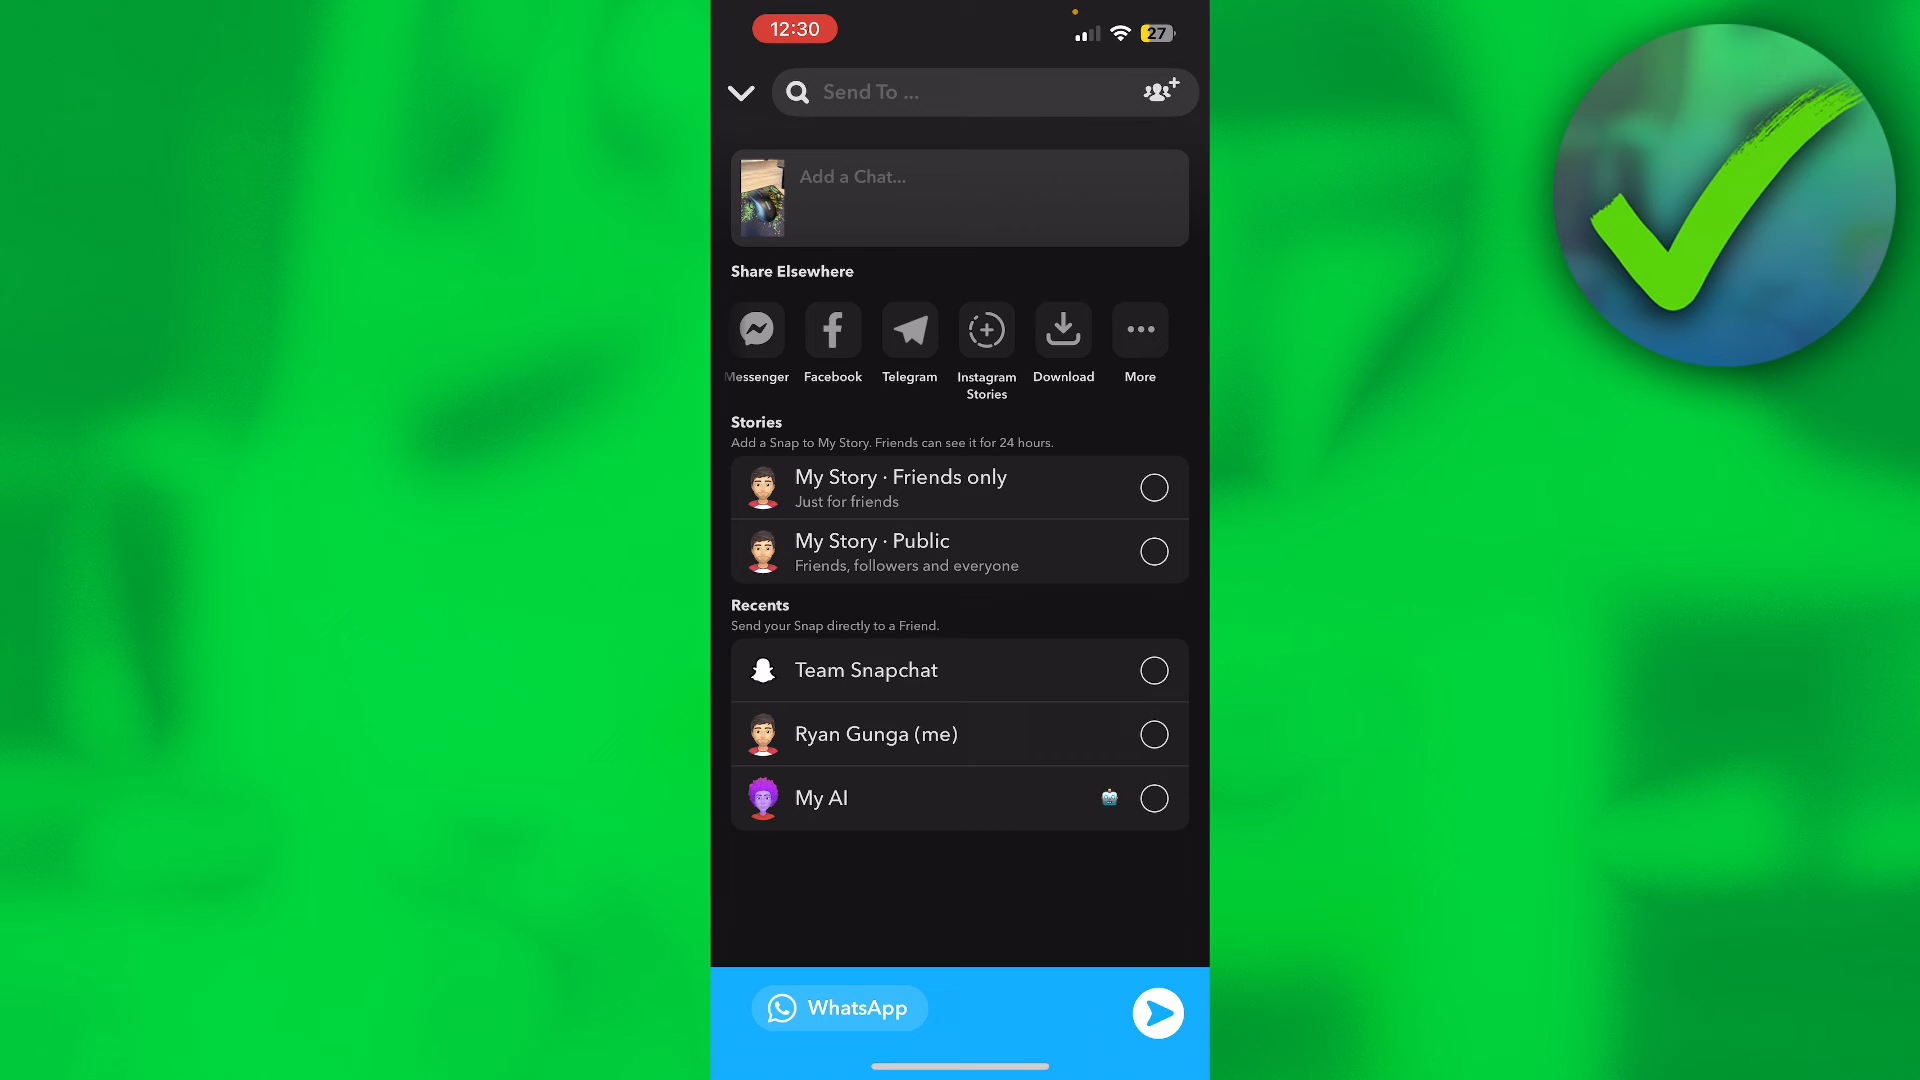 12:30
27
Send To ...
Add a Chat...
Share Elsewhere
Messenger Facebook Telegram Instagram Stories Download More
Stories
Add a Snap to My Story. Friends can see it for 24 hours.
My Story · Friends only
Just for friends
My Story · Public
Friends, followers and everyone
Recents
Send your Snap directly to a Friend.
Team Snapchat
Ryan Gunga (me)
My AI
WhatsApp